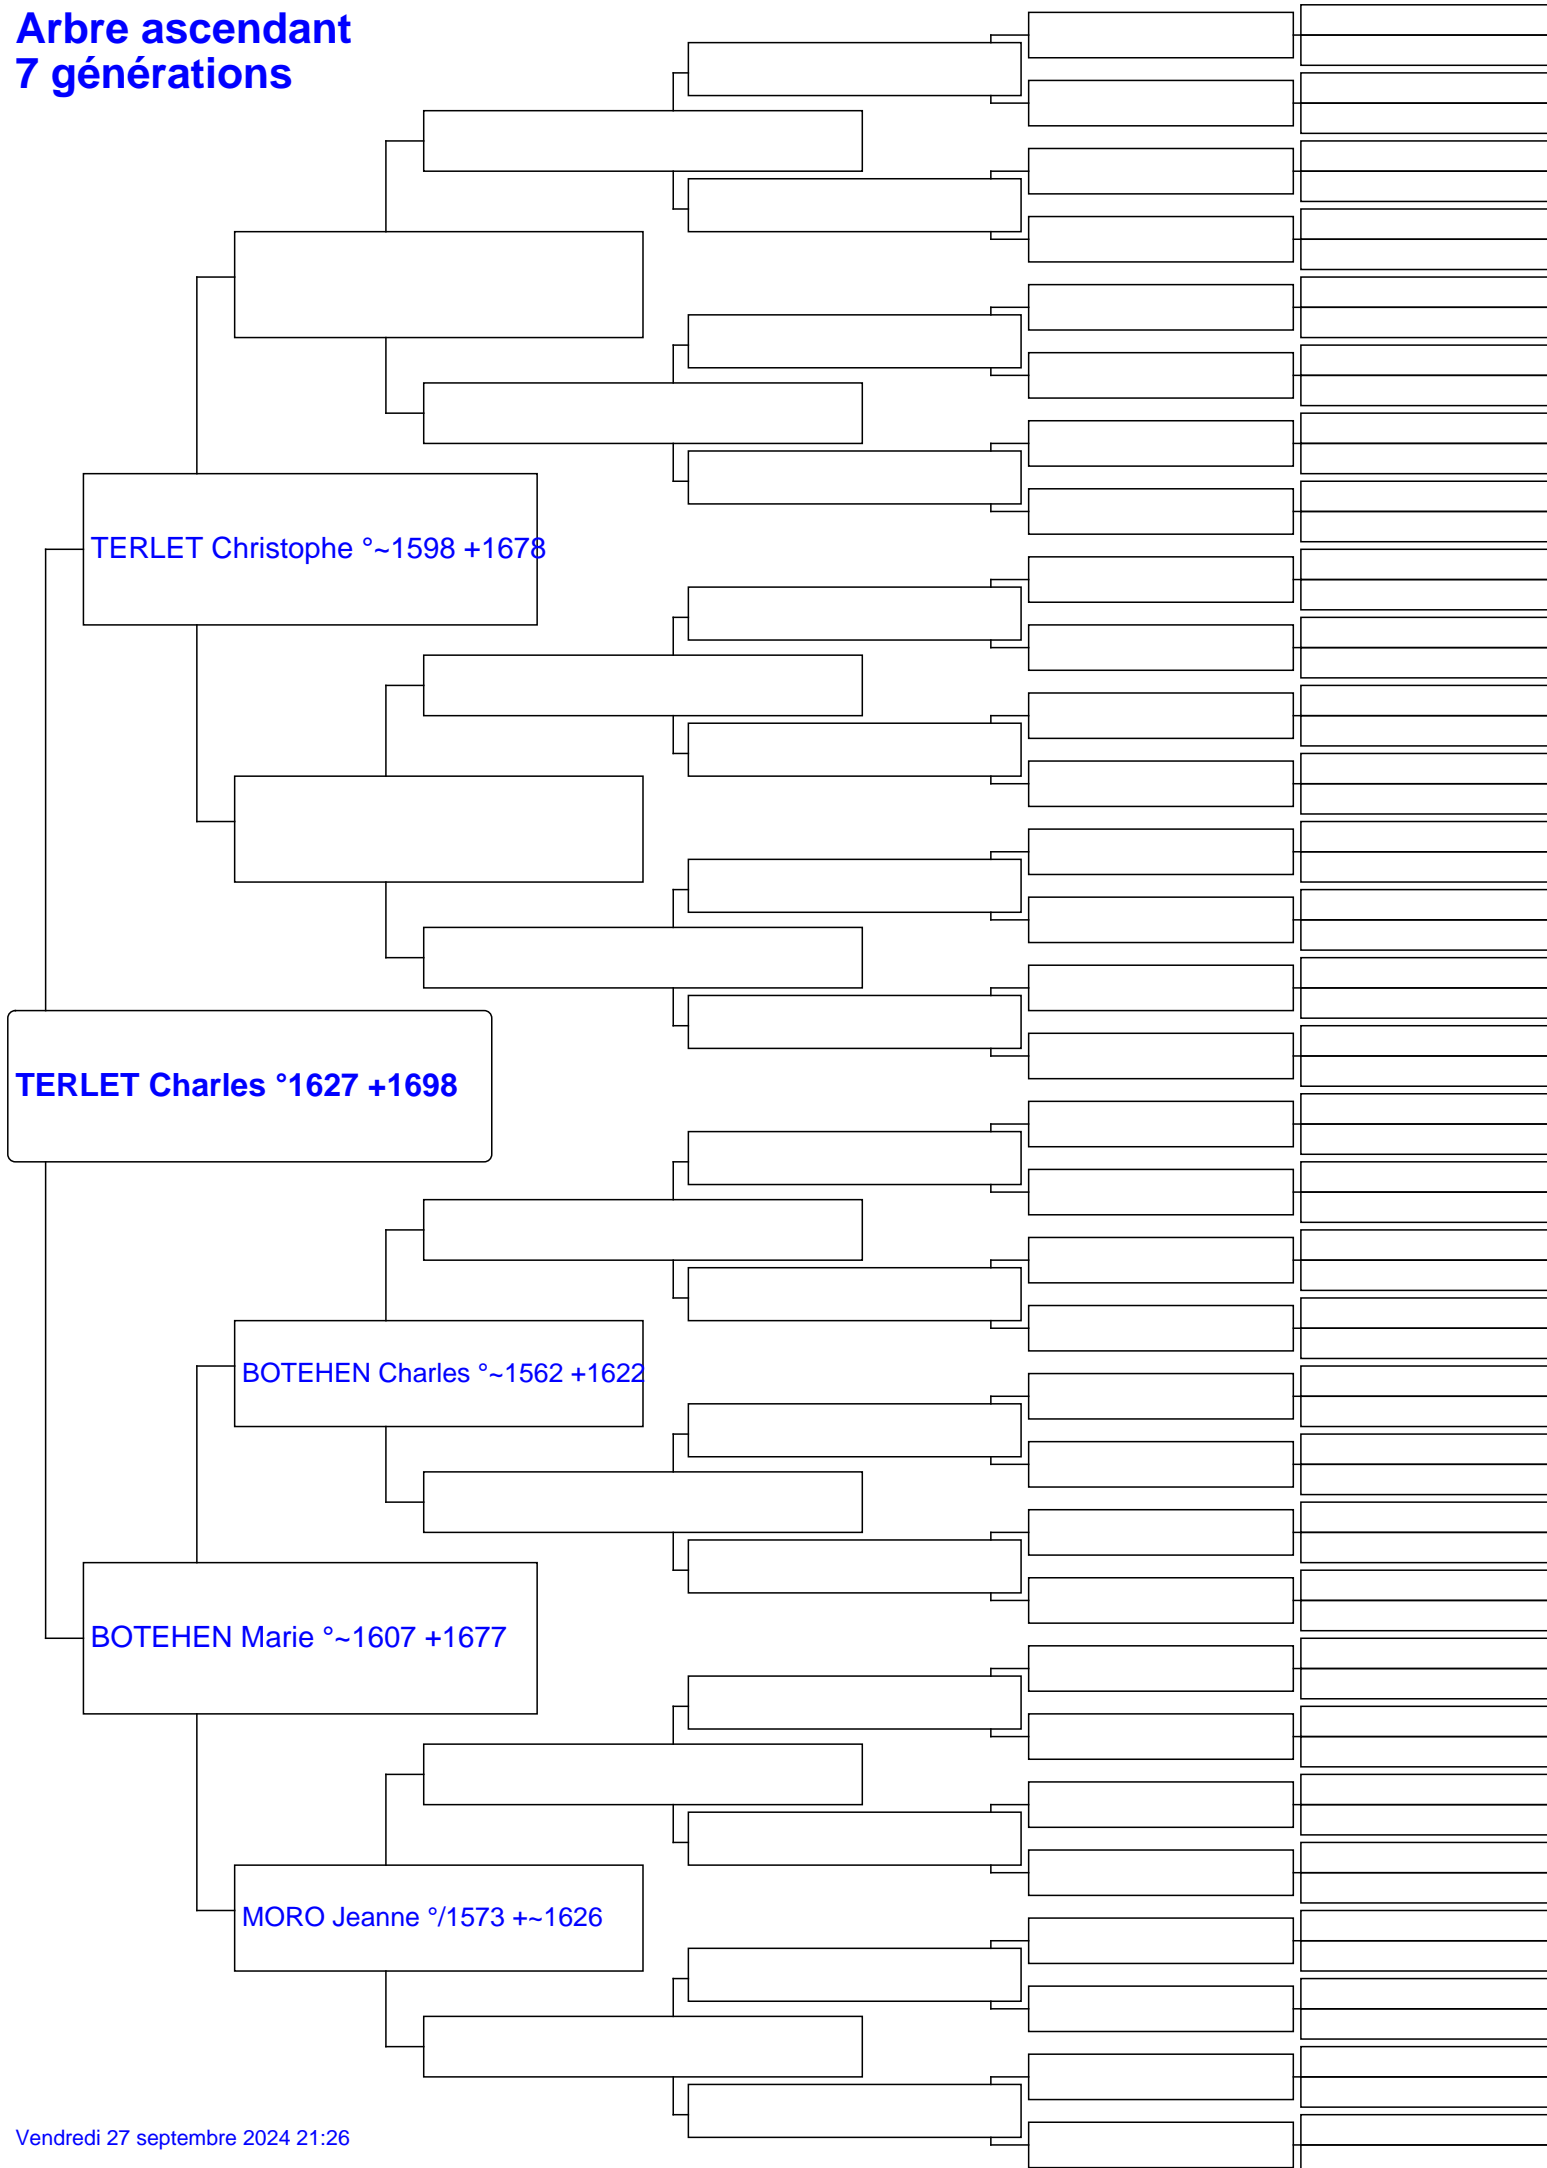 Arbre ascendant
7 générations
TERLET Christophe °~1598 +1678
TERLET Charles °1627 +1698
BOTEHEN Charles °~1562 +1622
BOTEHEN Marie °~1607 +1677
MORO Jeanne °/1573 +~1626
Vendredi 27 septembre 2024 21:26